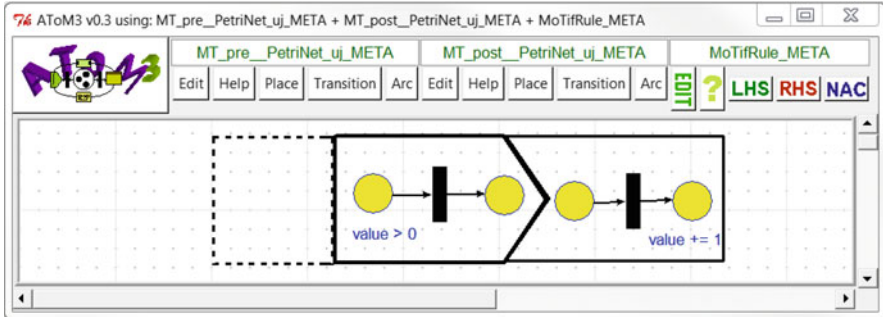 AToM3 v0.3 using: MT_pre__PetriNet_uj_META + MT_post__PetriNet_uj_META + MoTifRule_META
AToM3
MT_pre__PetriNet_uj_META MT_post__PetriNet_uj_META MoTifRule_META
Edit Help Place Transition Arc Edit Help Place Transition Arc EDIT ? LHS RHS NAC
value > 0
value += 1